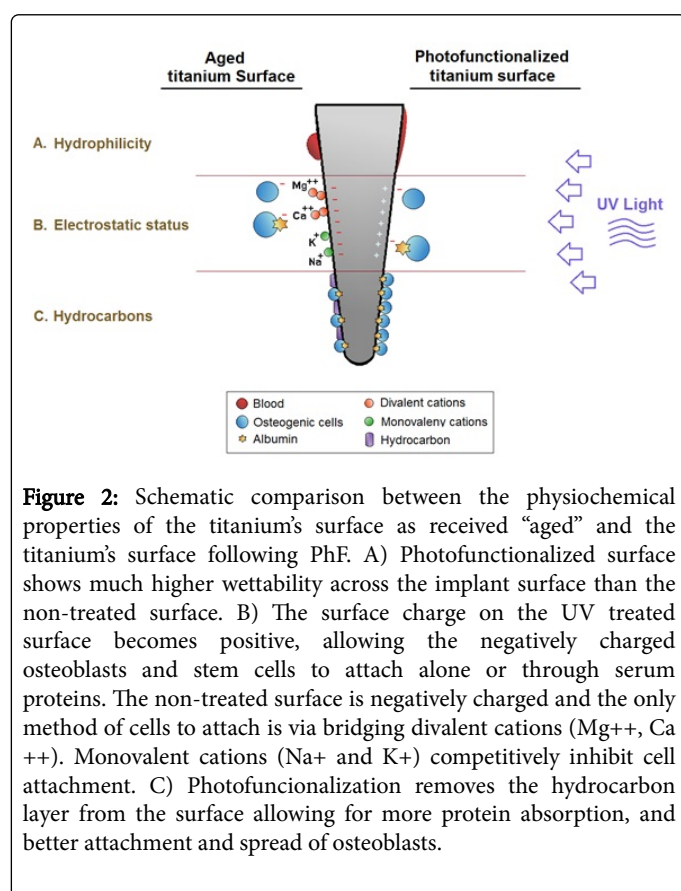 Aged
titanium Surface
Photofunctionalized
titanium surface
A. Hydrophilicity
B. Electrostatic status
C. Hydrocarbons
Mg++
Ca++
K+
Na+
UV Light
Blood
Osteogenic cells
Albumin
Divalent cations
Monovaleny cations
Hydrocarbon
Figure 2: Schematic comparison between the physiochemical
properties of the titanium's surface as received “aged” and the
titanium's surface following PhF. A) Photofunctionalized surface
shows much higher wettability across the implant surface than the
non-treated surface. B) The surface charge on the UV treated
surface becomes positive, allowing the negatively charged
osteoblasts and stem cells to attach alone or through serum
proteins. The non-treated surface is negatively charged and the only
method of cells to attach is via bridging divalent cations (Mg++, Ca
++). Monovalent cations (Na+ and K+) competitively inhibit cell
attachment. C) Photofuncionalization removes the hydrocarbon
layer from the surface allowing for more protein absorption, and
better attachment and spread of osteoblasts.